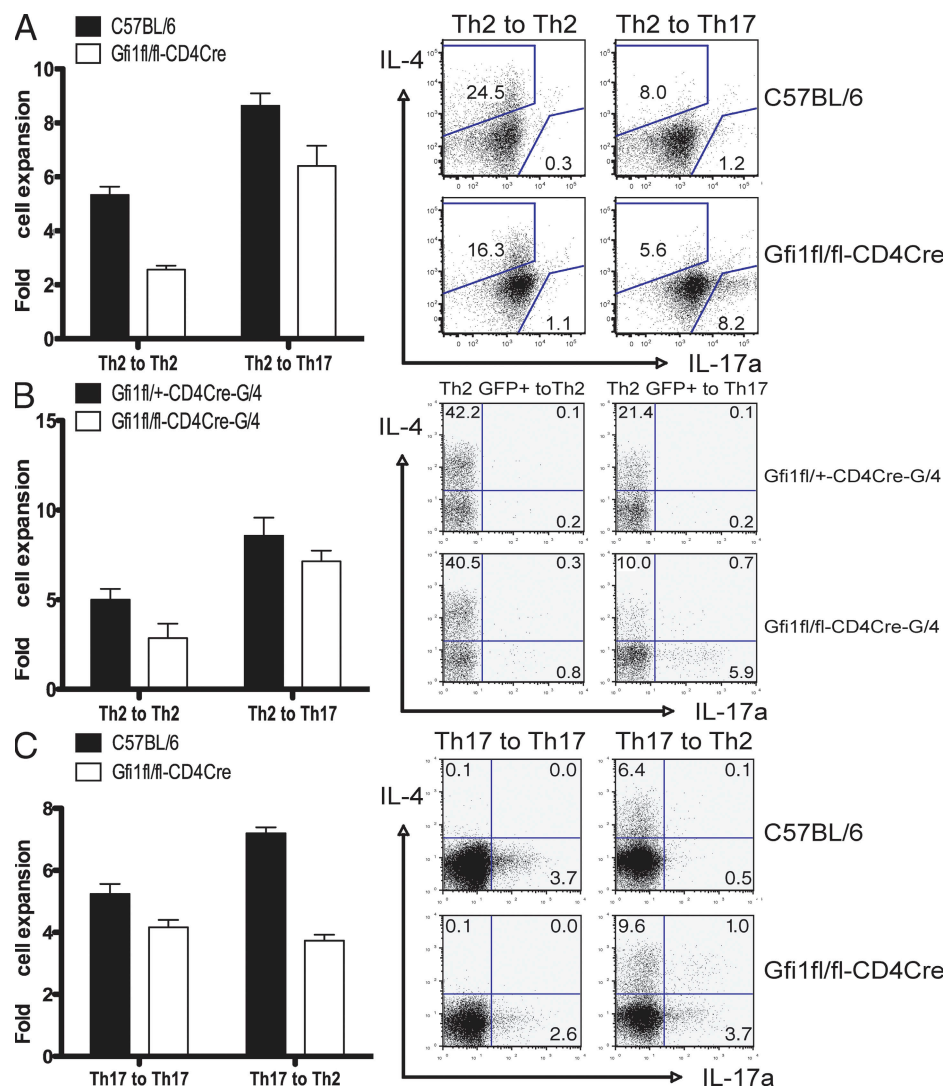 A
C57BL/6
Gfi1fl/fl-CD4Cre
Fold cell expansion
10
8
6
4
2
0
Th2 to Th2
Th2 to Th17
Th2 to Th2
Th2 to Th17
IL-4
24.5
0.3
8.0
1.2
C57BL/6
16.3
1.1
5.6
8.2
Gfi1fl/fl-CD4Cre
IL-17a
B
Gfi1fl/+-CD4Cre-G/4
Gfi1fl/fl-CD4Cre-G/4
Fold cell expansion
15
10
5
0
Th2 to Th2
Th2 to Th17
Th2 GFP+ toTh2
Th2 GFP+ to Th17
IL-4
42.2
0.1
0.2
21.4
0.1
0.2
Gfi1fl/+-CD4Cre-G/4
40.5
0.3
0.8
10.0
0.7
5.9
Gfi1fl/fl-CD4Cre-G/4
IL-17a
C
C57BL/6
Gfi1fl/fl-CD4Cre
Fold cell expansion
8
6
4
2
0
Th17 to Th17
Th17 to Th2
Th17 to Th17
Th17 to Th2
IL-4
0.1
0.0
3.7
6.4
0.1
0.5
C57BL/6
0.1
0.0
2.6
9.6
1.0
3.7
Gfi1fl/fl-CD4Cre
IL-17a